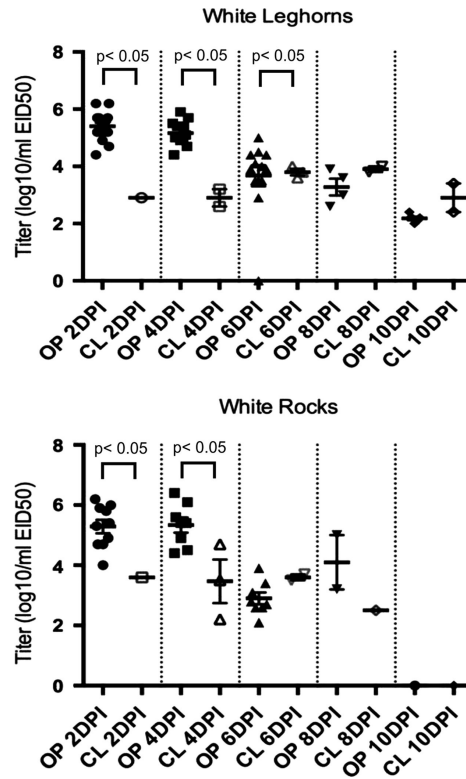 White Leghorns
p< 0.05
p< 0.05
p< 0.05
Titer (log10/ml EID50)
8
6
4
2
0
OP 2DPI
CL 2DPI
OP 4DPI
CL 4DPI
OP 6DPI
CL 6DPI
OP 8DPI
CL 8DPI
OP 10DPI
CL 10DPI
White Rocks
p< 0.05
p< 0.05
Titer (log10/ml EID50)
8
6
4
2
0
OP 2DPI
CL 2DPI
OP 4DPI
CL 4DPI
OP 6DPI
CL 6DPI
OP 8DPI
CL 8DPI
OP 10DPI
CL 10DPI